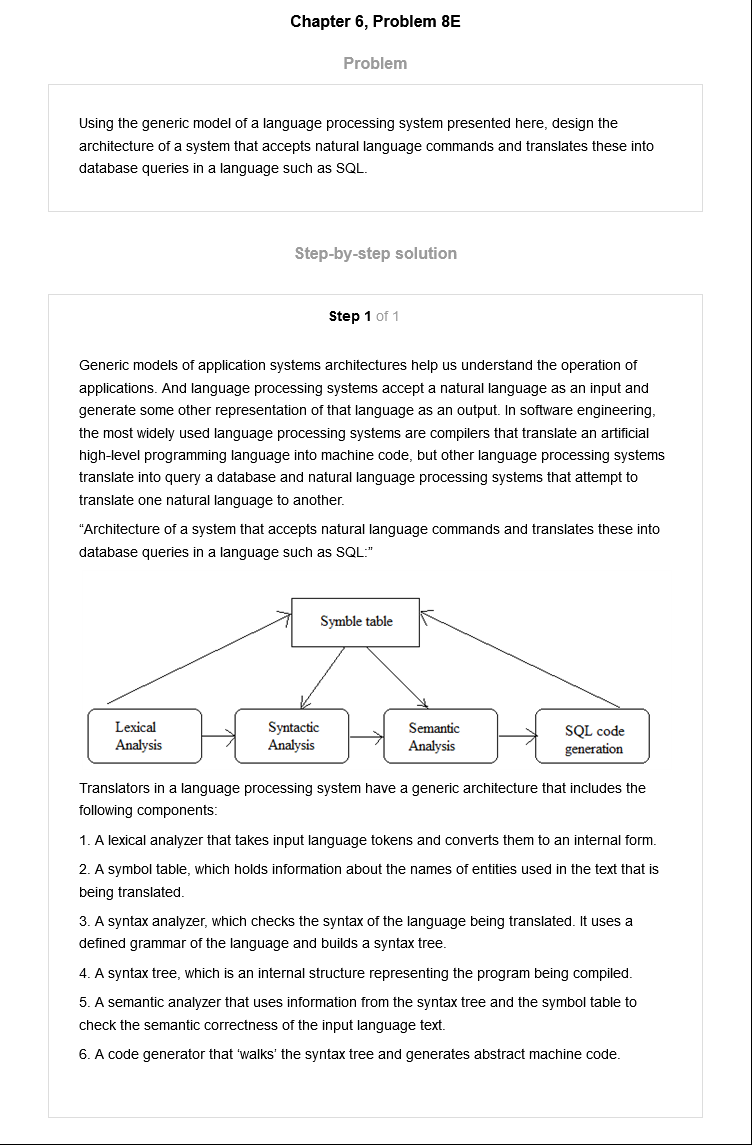 Chapter 6, Problem 8E
Problem
Using the generic model of a language processing system presented here, design the
architecture of a system that accepts natural language commands and translates these into
database queries in a language such as SQL.
Step-by-step solution
Step 1 of 1
Generic models of application systems architectures help us understand the operation of
applications. And language processing systems accept a natural language as an input and
generate some other representation of that language as an output. In software engineering,
the most widely used language processing systems are compilers that translate an artificial
high-level programming language into machine code, but other language processing systems
translate into query a database and natural language processing systems that attempt to
translate one natural language to another.
“Architecture of a system that accepts natural language commands and translates these into
database queries in a language such as SQL:”
Symble table
Lexical
Analysis
Syntactic
Analysis
Semantic
Analysis
SQL code
generation
Translators in a language processing system have a generic architecture that includes the
following components:
1. A lexical analyzer that takes input language tokens and converts them to an internal form.
2. A symbol table, which holds information about the names of entities used in the text that is
being translated.
3. A syntax analyzer, which checks the syntax of the language being translated. It uses a
defined grammar of the language and builds a syntax tree.
4. A syntax tree, which is an internal structure representing the program being compiled.
5. A semantic analyzer that uses information from the syntax tree and the symbol table to
check the semantic correctness of the input language text.
6. A code generator that ‘walks’ the syntax tree and generates abstract machine code.